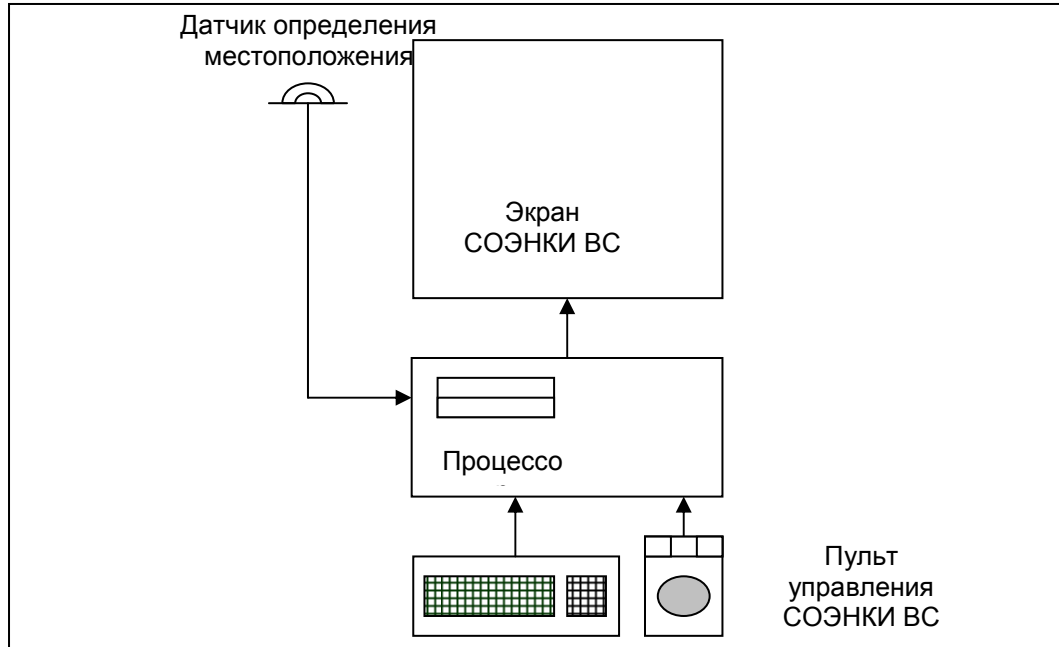 Датчик определения
местоположения
Экран
СОЭНКИ ВС
Процессо
Пульт
управления
СОЭНКИ ВС